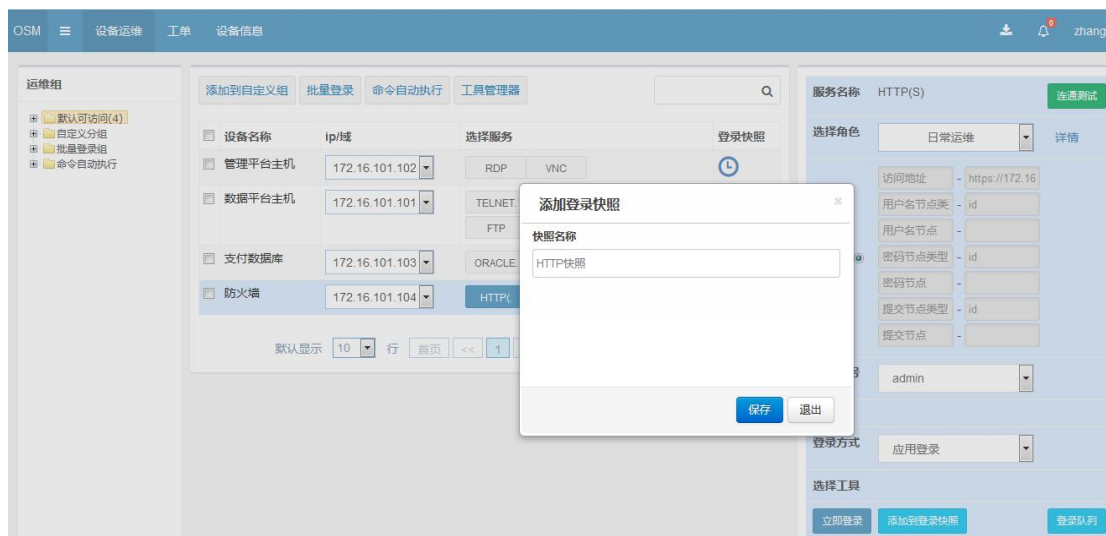 OSM 设备运维 工单 设备信息 0 zhang
运维组
默认可访问(4)
自定义分组
批量登录组
命令自动执行
添加到自定义组 批量登录 命令自动执行 工具管理器
设备名称 ip/域 选择服务 登录快照
管理平台主机 172.16.101.102 RDP VNC
数据平台主机 172.16.101.101 TELNET.
FTP
支付数据库 172.16.101.103 ORACLE.
防火墙 172.16.101.104 HTTP(.
默认显示 10 行 首页 << 1
添加登录快照 ×
快照名称
HTTP快照
保存 退出
服务名称 HTTP(S) 连通测试
选择角色 日常运维 详情
访问地址 - https://172.16
用户名节点类 - id
用户名节点 -
密码节点类型 - id
密码节点 -
提交节点类型 - id
提交节点 -
号 admin
登录方式 应用登录
选择工具
立即登录 添加到登录快照 登录队列